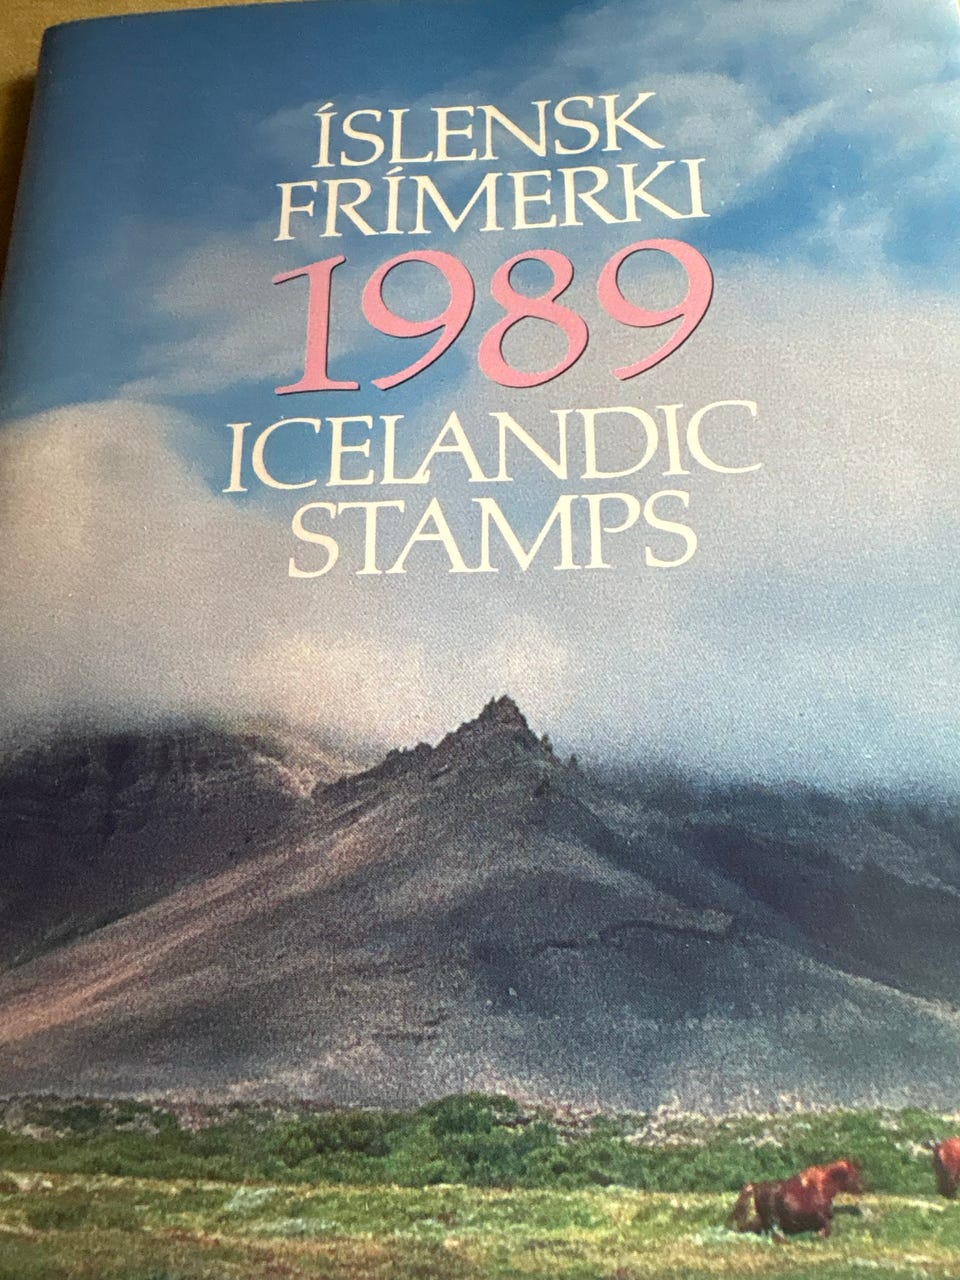 ÍSLENSK
FRÍMERKI
1989
ICELANDIC
STAMPS